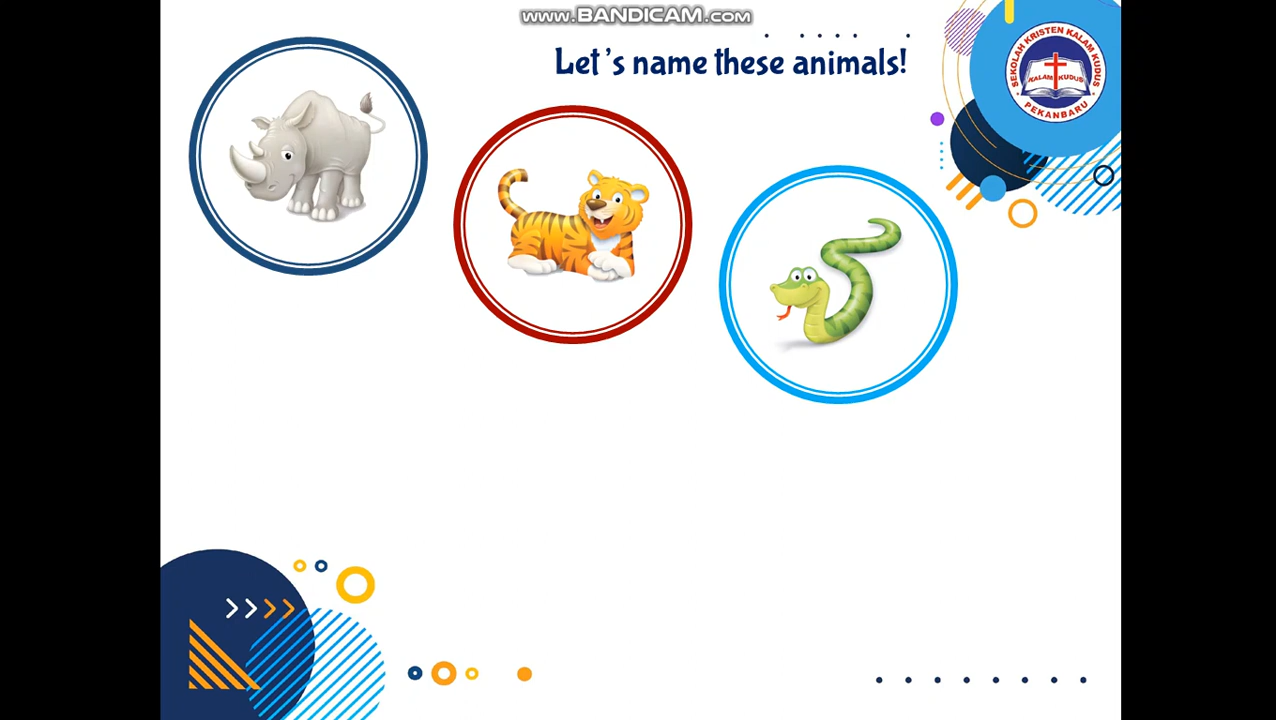 www.BANDICAM.com
Let's name these animals!
SEKOLAH KRISTEN KALAM KUDUS
KALAM KUDUS
PEKANBARU